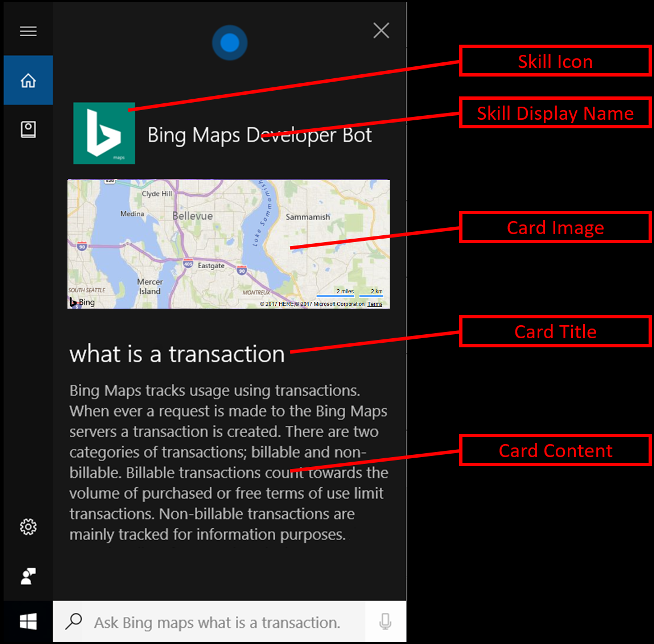 Skill Icon
Skill Display Name
maps
Bing Maps Developer Bot
Clyde Hill
Medina
Bellevue
Sammamish
Lake Sammamish
Card Image
90
405
90
Eastgate
Mercer
Island
SOUTH SEATTLE
MONTREUX
2 miles 2 km
Bing
© 2017 HERE, © 2017 Microsoft Corporation Terms
what is a transaction
Card Title
Bing Maps tracks usage using transactions.
When ever a request is made to the Bing Maps
servers a transaction is created. There are two
categories of transactions; billable and non-
billable. Billable transactions count towards the
volume of purchased or free terms of use limit
transactions. Non-billable transactions are
mainly tracked for information purposes.
Card Content
Ask Bing maps what is a transaction.